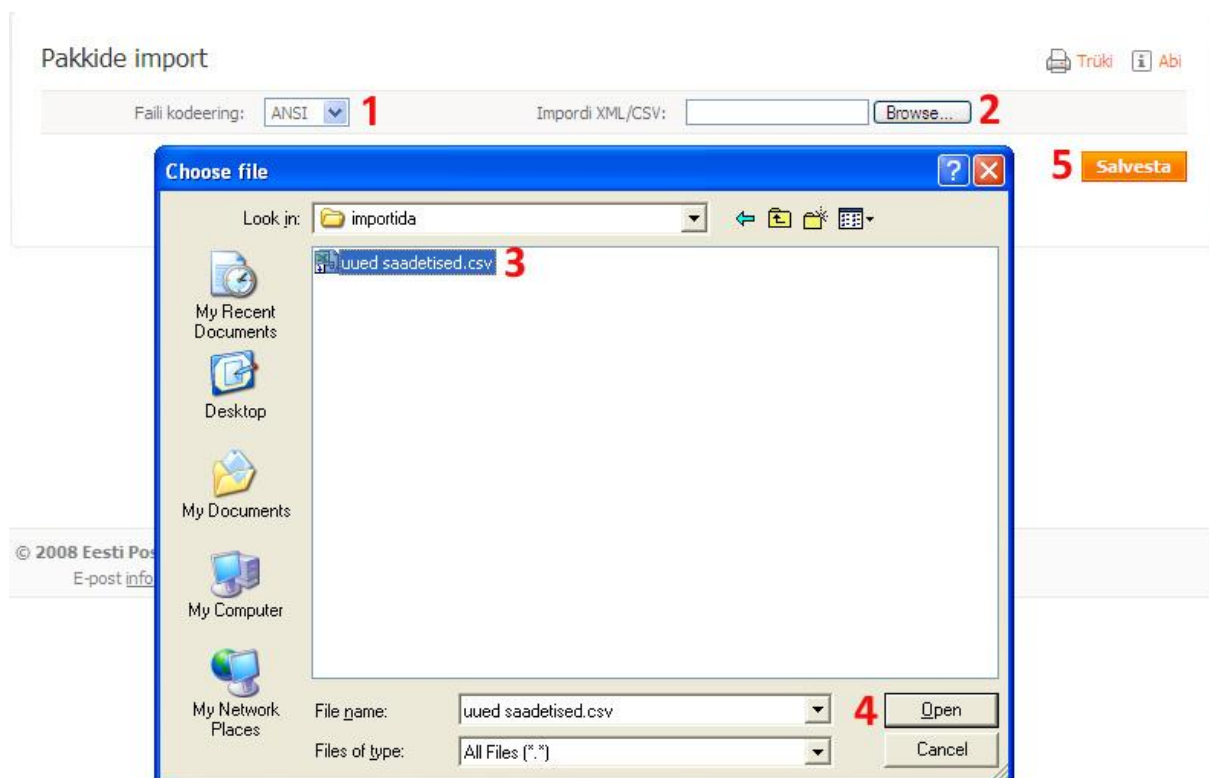 Pakkide import
Trüki Abi
Faili kodeering: ANSI 1 Impordi XML/CSV: Browse... 2
5 Salvesta
Choose file
Look in: importida
uued saadetised.csv 3
My Recent
Documents
Desktop
My Documents
© 2008 Eesti Pos
E-post info
My Computer
My Network
Places
File name: uued saadetised.csv 4 Open
Files of type: All Files (*.*) Cancel